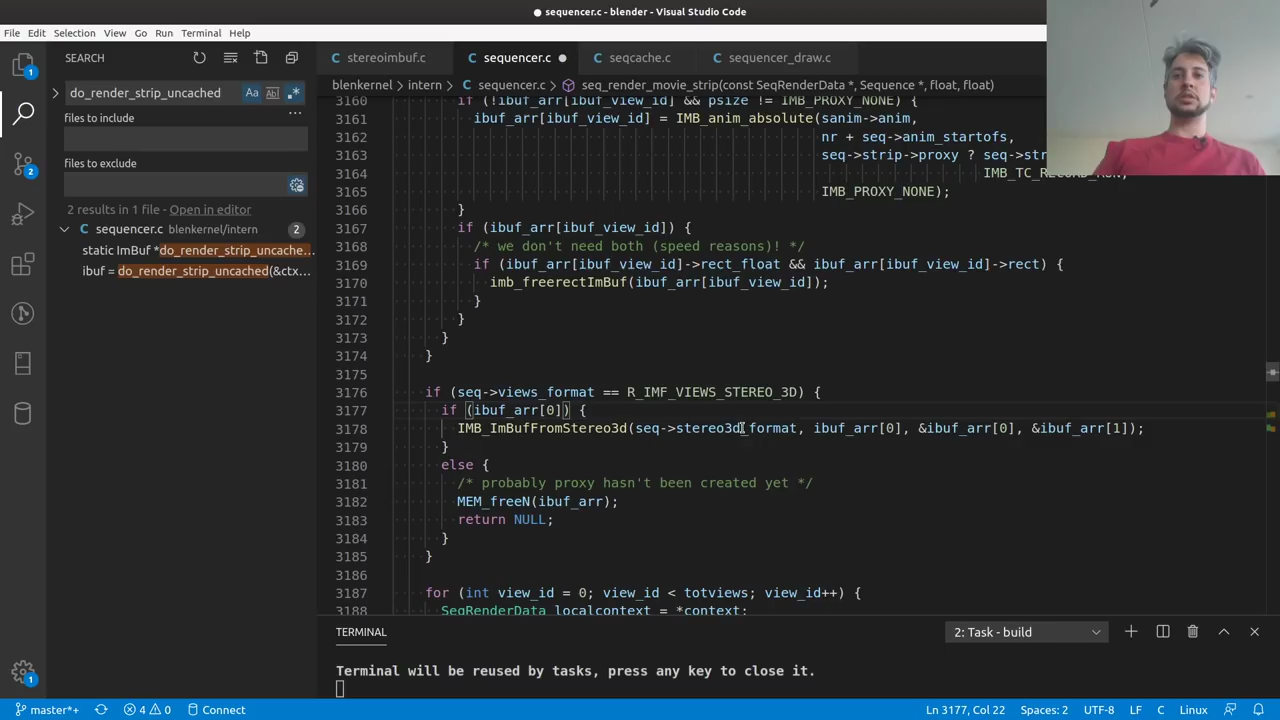 ● sequencer.c - blender - Visual Studio Code
File Edit Selection View Go Run Terminal Help
SEARCH
do_render_strip_uncached
Aa
Ab
.*
files to include
files to exclude
2 results in 1 file - Open in editor
sequencer.c blenkernel/intern 2
static ImBuf *do_render_strip_uncache...
ibuf = do_render_strip_uncached(&ctx...
stereoimbuf.c
sequencer.c
seqcache.c
sequencer_draw.c
blenkernel > intern > sequencer.c > seq_render_movie_strip(const SeqRenderData *, Sequence *, float, float)
3160 if (!ibuf_arr[ibuf_view_id] && psize != IMB_PROXY_NONE) {
3161 ibuf_arr[ibuf_view_id] = IMB_anim_absolute(sanim->anim,
3162 nr + seq->anim_startofs,
3163 seq->strip->proxy ? seq->str
3164 IMB_TC_RECORD_RUN,
3165 IMB_PROXY_NONE);
3166 }
3167 if (ibuf_arr[ibuf_view_id]) {
3168 /* we don't need both (speed reasons)! */
3169 if (ibuf_arr[ibuf_view_id]->rect_float && ibuf_arr[ibuf_view_id]->rect) {
3170 imb_freerectImBuf(ibuf_arr[ibuf_view_id]);
3171 }
3172 }
3173 }
3174 }
3175
3176 if (seq->views_format == R_IMF_VIEWS_STEREO_3D) {
3177 if (ibuf_arr[0]) {
3178 IMB_ImBufFromStereo3d(seq->stereo3d_format, ibuf_arr[0], &ibuf_arr[0], &ibuf_arr[1]);
3179 }
3180 else {
3181 /* probably proxy hasn't been created yet */
3182 MEM_freeN(ibuf_arr);
3183 return NULL;
3184 }
3185 }
3186
3187 for (int view_id = 0; view_id < totviews; view_id++) {
3188 SeqRenderData localcontext = *context;
TERMINAL
2: Task - build
Terminal will be reused by tasks, press any key to close it.
1
2
1
master*+
4 0
Connect
Ln 3177, Col 22
Spaces: 2
UTF-8
LF
C
Linux